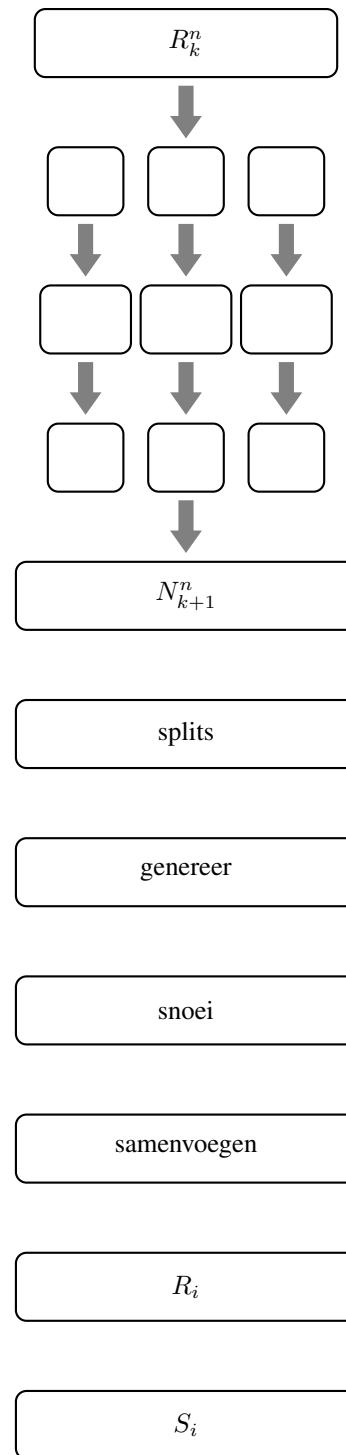 R_k^n
N_{k+1}^n
splits
genereer
snoei
samenvoegen
R_i
S_i